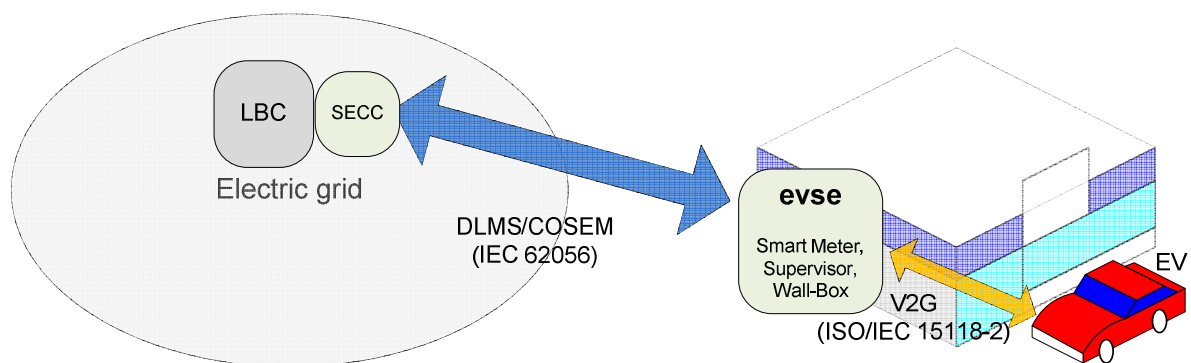 LBC
SECC
Electric grid
DLMS/COSEM
(IEC 62056)
evse
Smart Meter,
Supervisor,
Wall-Box
V2G
(ISO/IEC 15118-2)
EV